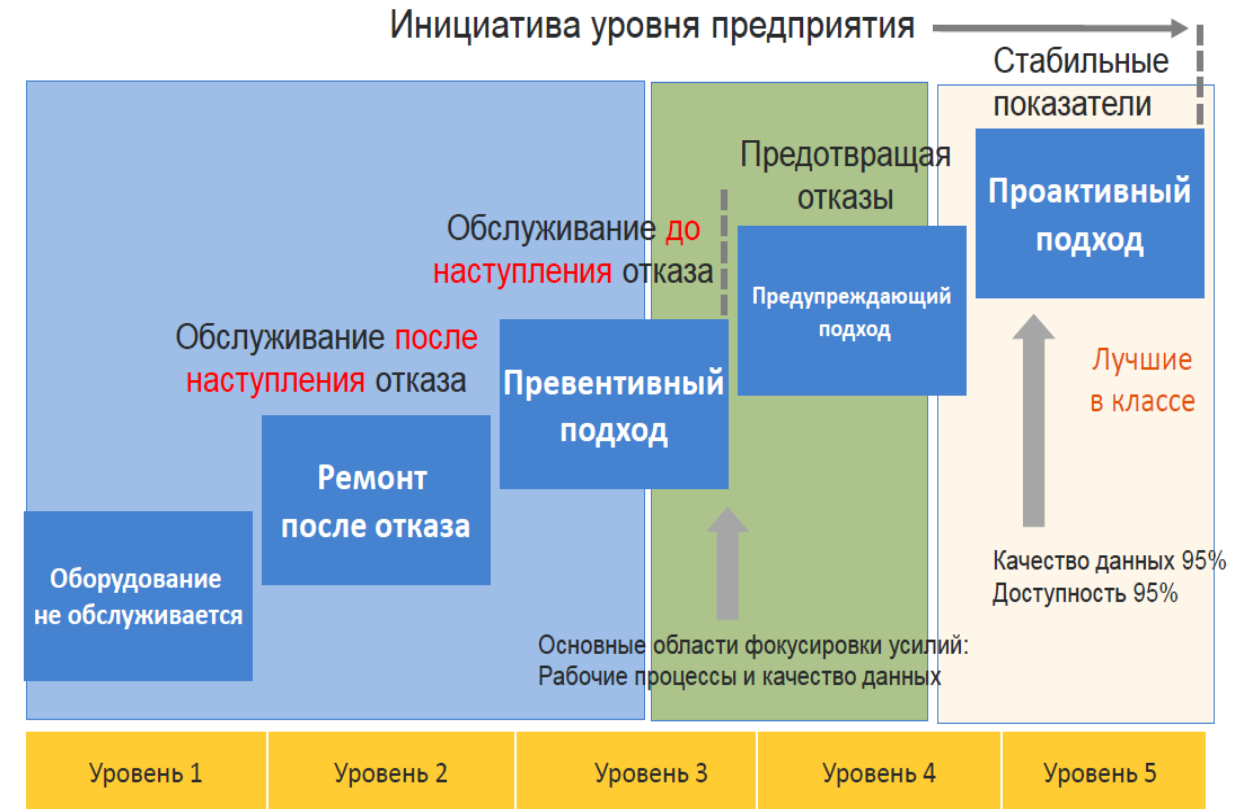 Инициатива уровня предприятия
Стабильные
показатели
Проактивный
подход
Предотвращая
отказы
Предупреждающий
подход
Обслуживание до
наступления отказа
Превентивный
подход
Обслуживание после
наступления отказа
Ремонт
после отказа
Оборудование
не обслуживается
Лучшие
в классе
Качество данных 95%
Доступность 95%
Основные области фокусировки усилий:
Рабочие процессы и качество данных
Уровень 1
Уровень 2
Уровень 3
Уровень 4
Уровень 5